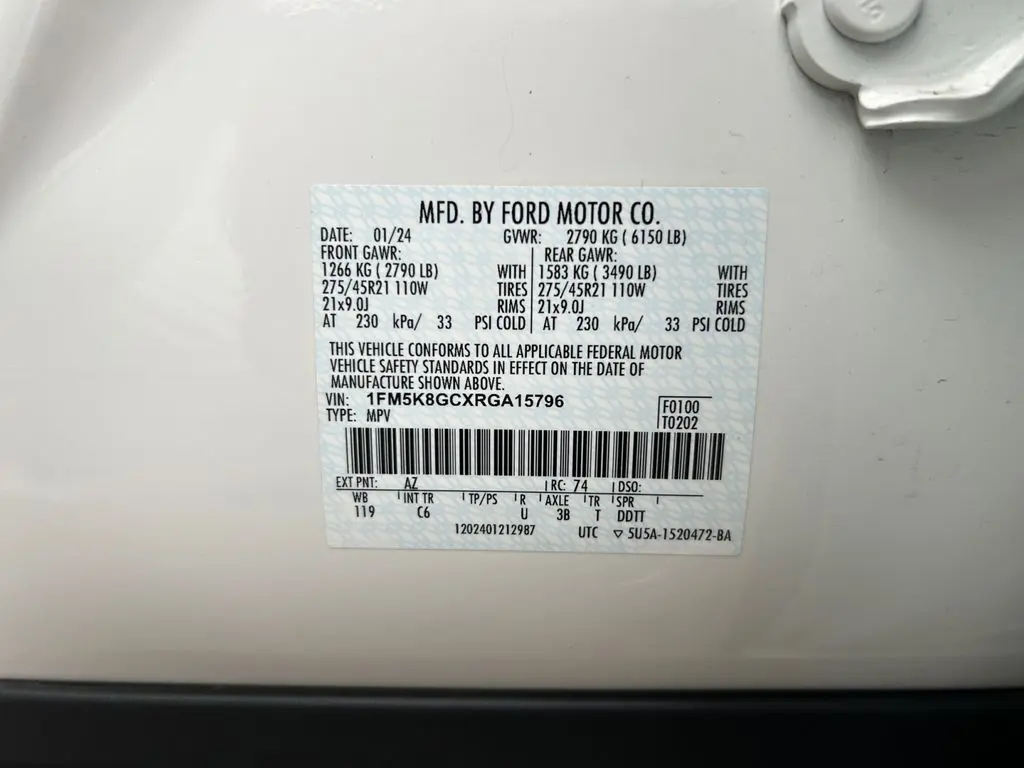 MFD. BY FORD MOTOR CO.
DATE: 01/24 GVWR: 2790 KG ( 6150 LB)
FRONT GAWR: REAR GAWR:
1266 KG ( 2790 LB) WITH 1583 KG ( 3490 LB) WITH
275/45R21 110W TIRES 275/45R21 110W TIRES
21x9.0J RIMS 21x9.0J RIMS
AT 230 kPa/ 33 PSI COLD AT 230 kPa/ 33 PSI COLD
THIS VEHICLE CONFORMS TO ALL APPLICABLE FEDERAL MOTOR
VEHICLE SAFETY STANDARDS IN EFFECT ON THE DATE OF
MANUFACTURE SHOWN ABOVE.
VIN: 1FM5K8GCXRGA15796 F0100
TYPE: MPV T0202
EXT PNT: AZ RC: 74 DSO:
WB INT TR TP/PS R AXLE TR SPR
119 C6 U 3B T DDTT
1202401212987 UTC ▽ 5U5A-1520472-BA